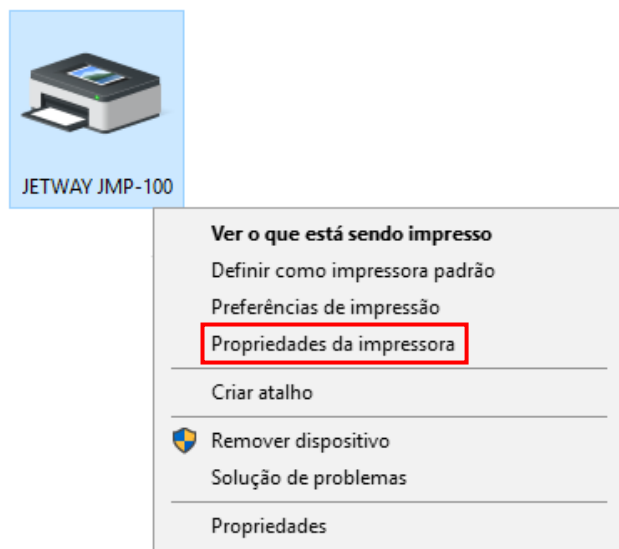 JETWAY JMP-100
Ver o que está sendo impresso
Definir como impressora padrão
Preferências de impressão
Propriedades da impressora
Criar atalho
Remover dispositivo
Solução de problemas
Propriedades